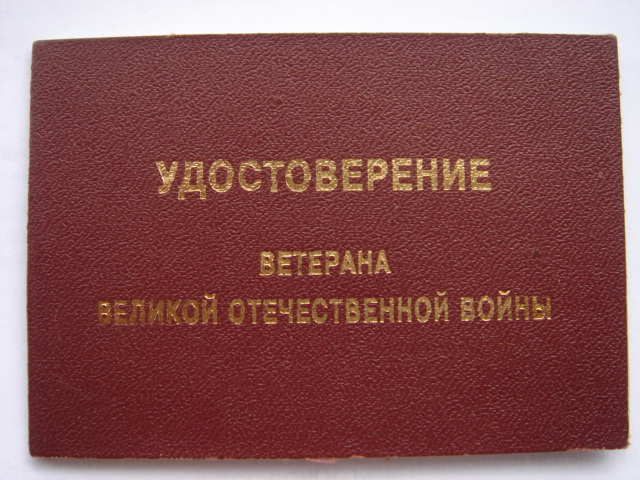 УДОСТОВЕРЕНИЕ
ВЕТЕРАНА
ВЕЛИКОЙ ОТЕЧЕСТВЕННОЙ ВОЙНЫ